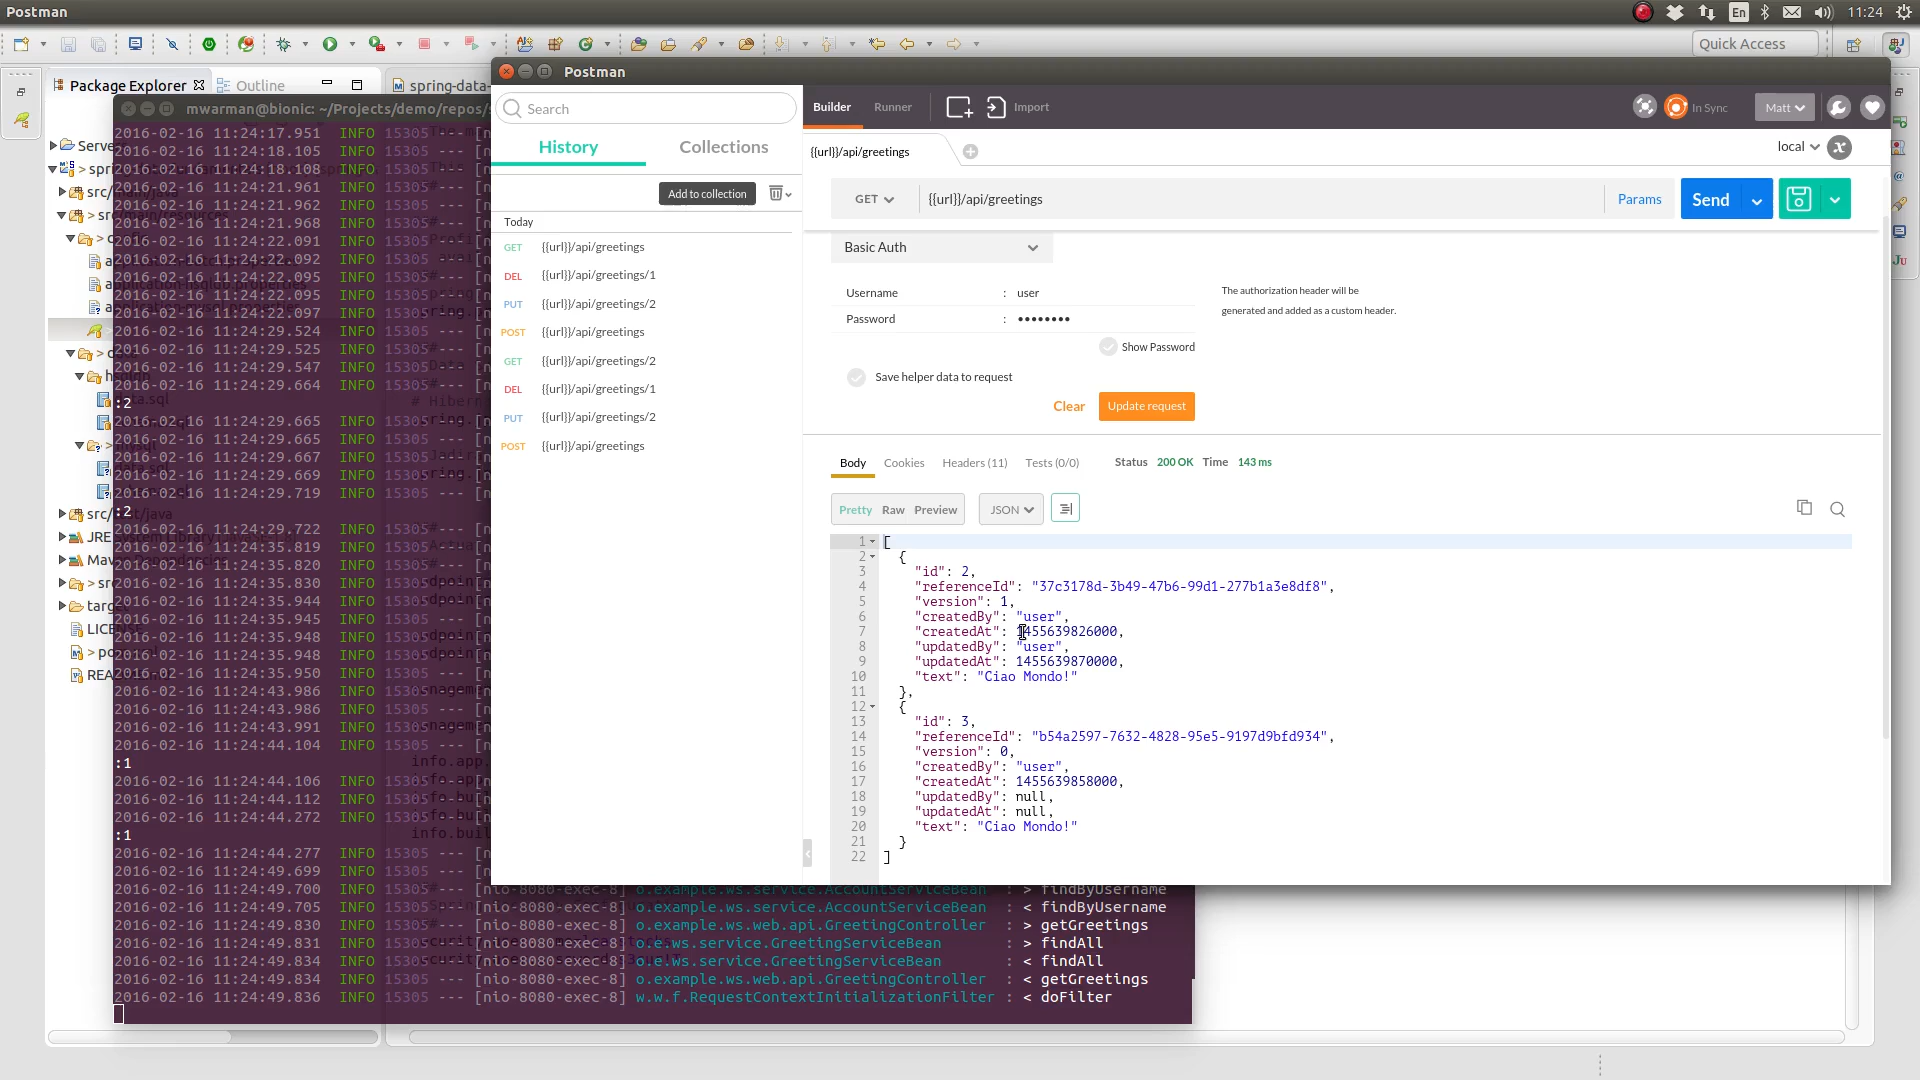 Postman
En
11:24
Quick Access
Package Explorer
Outline
spring-data-
mwarman@bionic: ~/Projects/demo/repos/s
Postman
Search
History
Collections
Add to collection
Today
GET {{url}}/api/greetings
DEL {{url}}/api/greetings/1
PUT {{url}}/api/greetings/2
POST {{url}}/api/greetings
GET {{url}}/api/greetings/2
DEL {{url}}/api/greetings/1
PUT {{url}}/api/greetings/2
POST {{url}}/api/greetings
Builder
Runner
Import
In Sync
Matt
{{url}}/api/greetings
local
x
GET
{{url}}/api/greetings
Params
Send
Basic Auth
Username : user
Password : ••••••••
Show Password
The authorization header will be
generated and added as a custom header.
Save helper data to request
Clear
Update request
Body
Cookies
Headers (11)
Tests (0/0)
Status 200 OK Time 143 ms
Pretty Raw Preview
JSON
1 [
2 {
3 "id": 2,
4 "referenceId": "37c3178d-3b49-47b6-99d1-277b1a3e8df8",
5 "version": 1,
6 "createdBy": "user",
7 "createdAt": 1455639826000,
8 "updatedBy": "user",
9 "updatedAt": 1455639870000,
10 "text": "Ciao Mondo!"
11 },
12 {
13 "id": 3,
14 "referenceId": "b54a2597-7632-4828-95e5-9197d9bfd934",
15 "version": 0,
16 "createdBy": "user",
17 "createdAt": 1455639858000,
18 "updatedBy": null,
19 "updatedAt": null,
20 "text": "Ciao Mondo!"
21 }
22 ]
2016-02-16 11:24:17.951 INFO 15305 --- [n
2016-02-16 11:24:18.105 INFO 15305 --- [n
2016-02-16 11:24:18.108 INFO 15305 --- [n
2016-02-16 11:24:21.961 INFO 15305 --- [n
2016-02-16 11:24:21.962 INFO 15305 --- [n
2016-02-16 11:24:21.968 INFO 15305 --- [n
2016-02-16 11:24:22.091 INFO 15305 --- [n
2016-02-16 11:24:22.092 INFO 15305 --- [n
2016-02-16 11:24:22.095 INFO 15305 --- [n
2016-02-16 11:24:22.095 INFO 15305 --- [n
2016-02-16 11:24:22.097 INFO 15305 --- [n
2016-02-16 11:24:29.524 INFO 15305 --- [n
2016-02-16 11:24:29.525 INFO 15305 --- [n
2016-02-16 11:24:29.547 INFO 15305 --- [n
2016-02-16 11:24:29.664 INFO 15305 --- [n
:2
2016-02-16 11:24:29.665 INFO 15305 --- [n
2016-02-16 11:24:29.665 INFO 15305 --- [n
2016-02-16 11:24:29.667 INFO 15305 --- [n
2016-02-16 11:24:29.669 INFO 15305 --- [n
2016-02-16 11:24:29.719 INFO 15305 --- [n
:2
2016-02-16 11:24:29.722 INFO 15305 --- [n
2016-02-16 11:24:35.819 INFO 15305 --- [n
2016-02-16 11:24:35.820 INFO 15305 --- [n
2016-02-16 11:24:35.830 INFO 15305 --- [n
2016-02-16 11:24:35.944 INFO 15305 --- [n
2016-02-16 11:24:35.945 INFO 15305 --- [n
2016-02-16 11:24:35.948 INFO 15305 --- [n
2016-02-16 11:24:35.948 INFO 15305 --- [n
2016-02-16 11:24:35.950 INFO 15305 --- [n
2016-02-16 11:24:43.986 INFO 15305 --- [n
2016-02-16 11:24:43.986 INFO 15305 --- [n
2016-02-16 11:24:43.991 INFO 15305 --- [n
2016-02-16 11:24:44.104 INFO 15305 --- [n
:1
2016-02-16 11:24:44.106 INFO 15305 --- [n
2016-02-16 11:24:44.112 INFO 15305 --- [n
2016-02-16 11:24:44.272 INFO 15305 --- [n
:1
2016-02-16 11:24:44.277 INFO 15305 --- [n
2016-02-16 11:24:49.699 INFO 15305 --- [n
2016-02-16 11:24:49.700 INFO 15305 --- [nio-8080-exec-8] o.example.ws.service.AccountServiceBean : > findByUsername
2016-02-16 11:24:49.705 INFO 15305 --- [nio-8080-exec-8] o.example.ws.service.AccountServiceBean : < findByUsername
2016-02-16 11:24:49.830 INFO 15305 --- [nio-8080-exec-8] o.example.ws.web.api.GreetingController : > getGreetings
2016-02-16 11:24:49.831 INFO 15305 --- [nio-8080-exec-8] o.e.ws.service.GreetingServiceBean : > findAll
2016-02-16 11:24:49.834 INFO 15305 --- [nio-8080-exec-8] o.e.ws.service.GreetingServiceBean : < findAll
2016-02-16 11:24:49.834 INFO 15305 --- [nio-8080-exec-8] o.example.ws.web.api.GreetingController : < getGreetings
2016-02-16 11:24:49.836 INFO 15305 --- [nio-8080-exec-8] w.w.f.RequestContextInitializationFilter : < doFilter